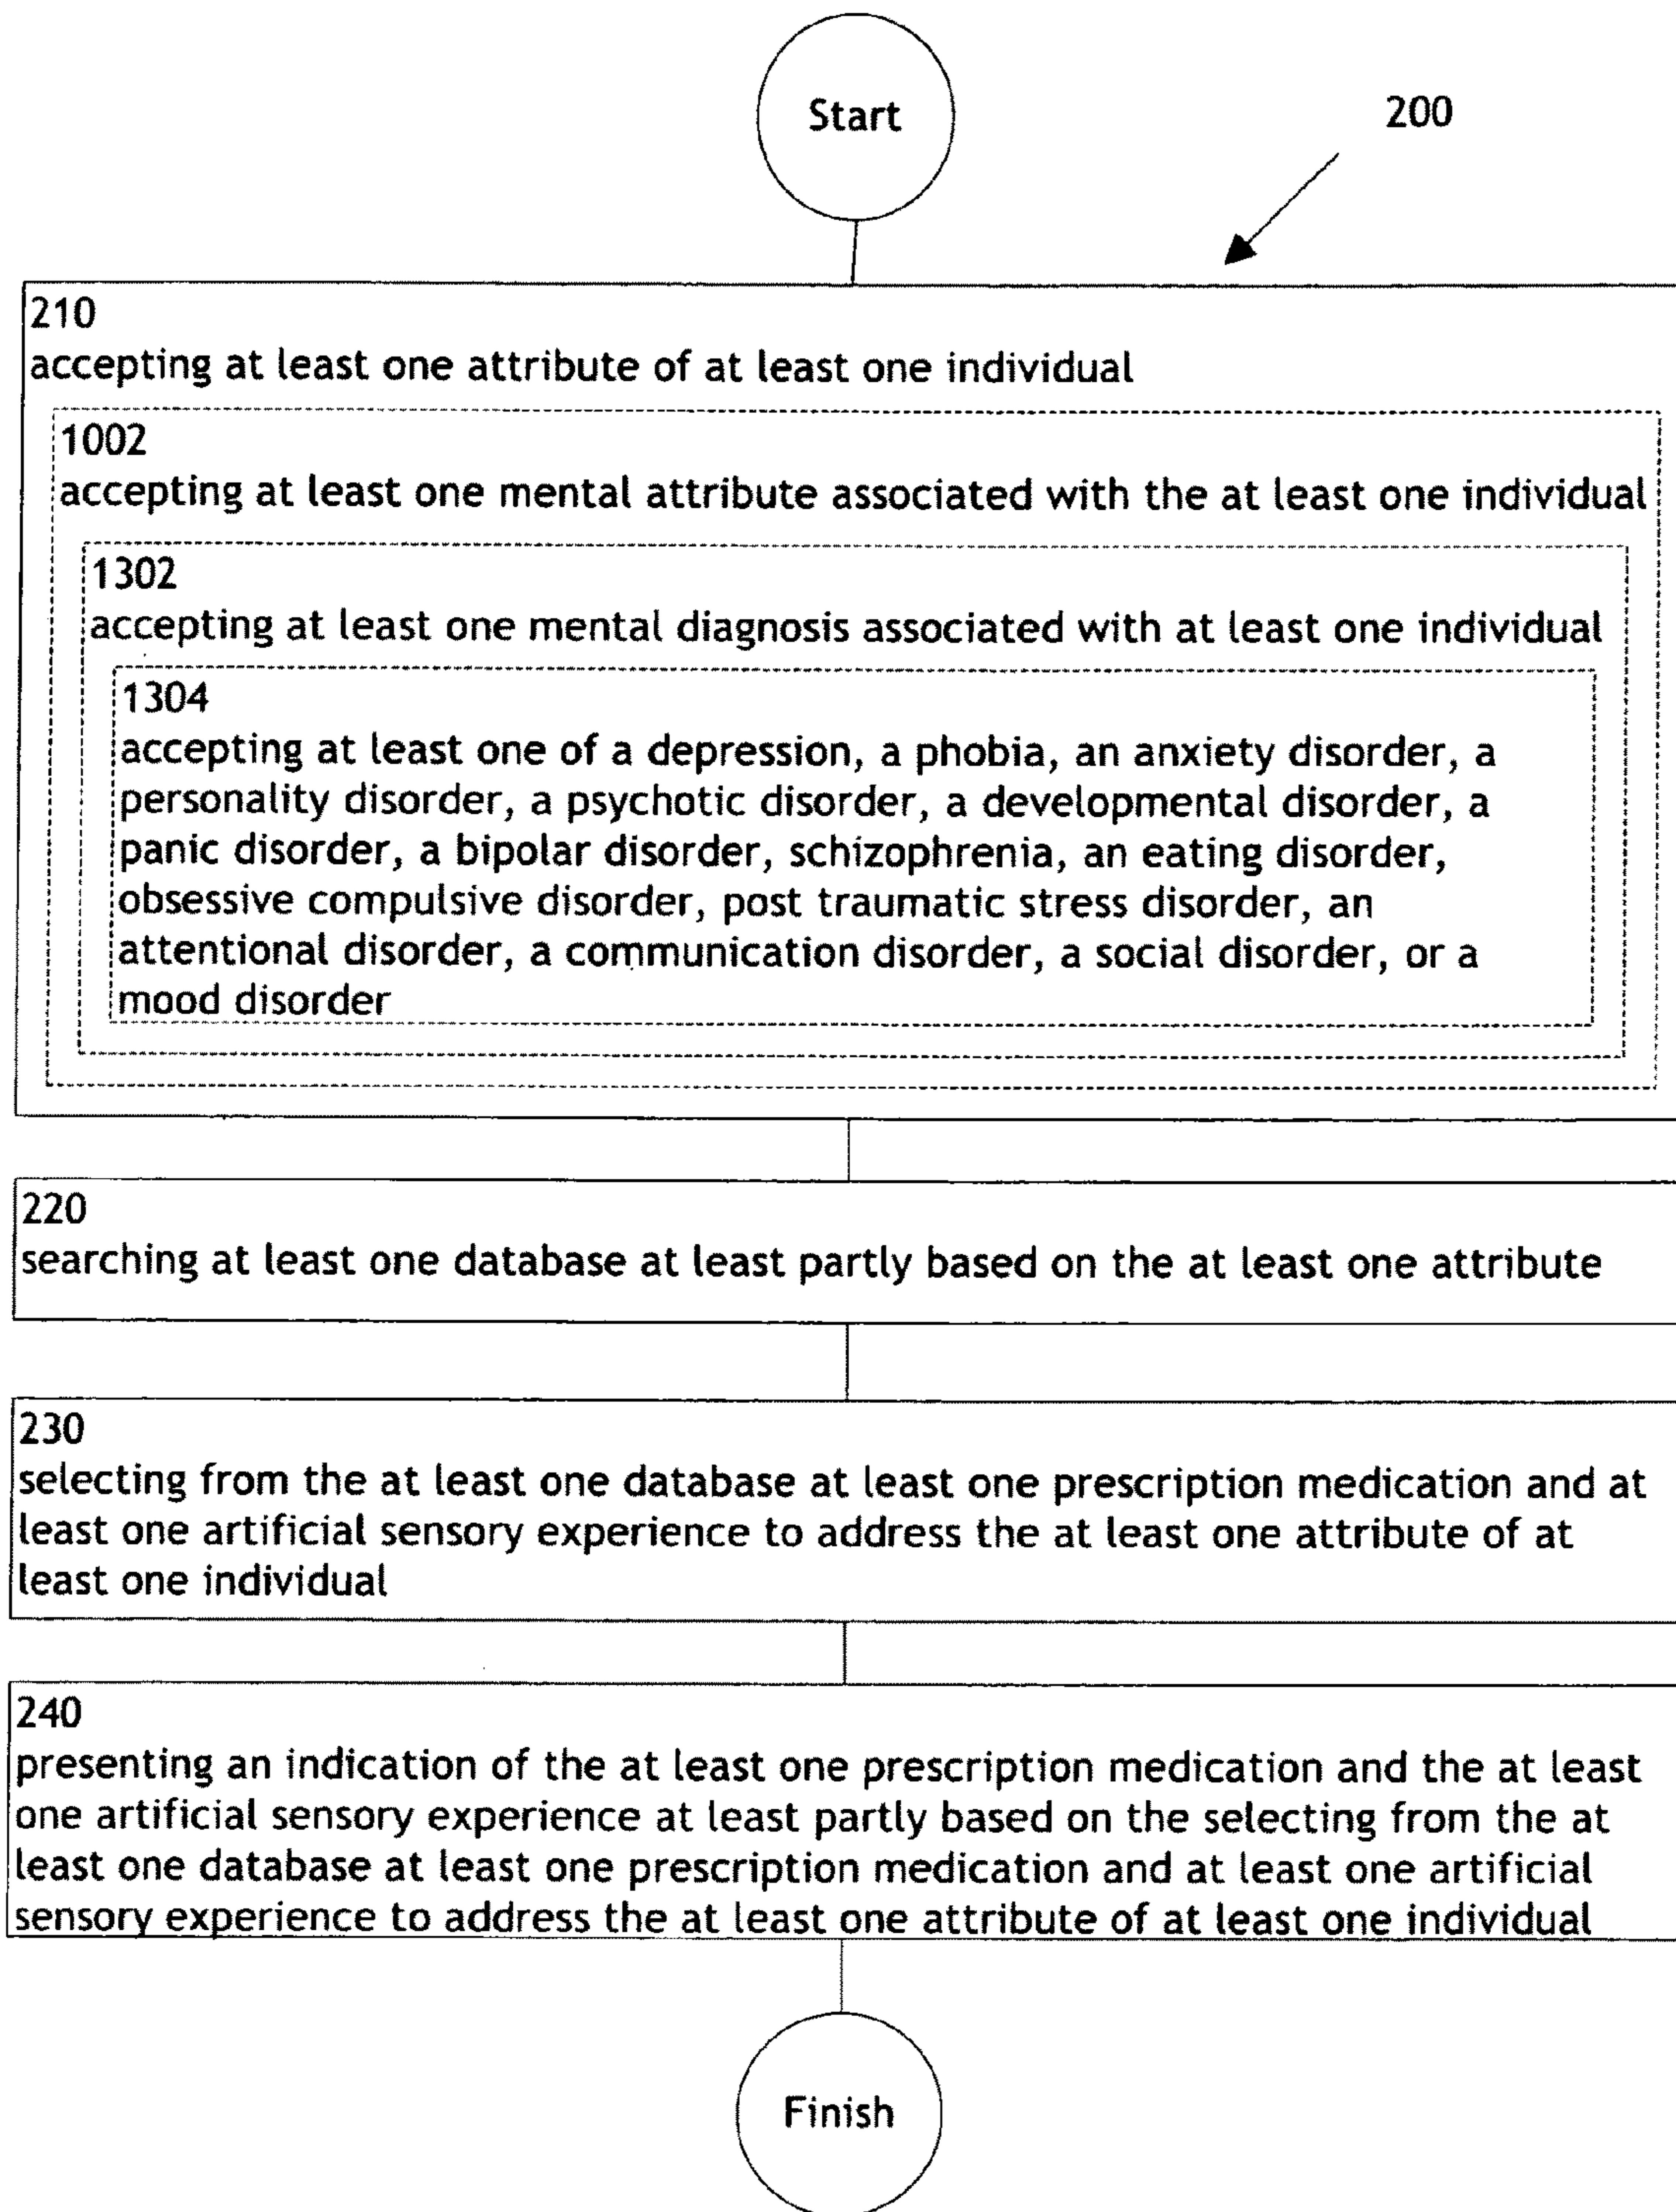 Start
200
210
accepting at least one attribute of at least one individual
1002
accepting at least one mental attribute associated with the at least one individual
1302
accepting at least one mental diagnosis associated with at least one individual
1304
accepting at least one of a depression, a phobia, an anxiety disorder, a
personality disorder, a psychotic disorder, a developmental disorder, a
panic disorder, a bipolar disorder, schizophrenia, an eating disorder,
obsessive compulsive disorder, post traumatic stress disorder, an
attentional disorder, a communication disorder, a social disorder, or a
mood disorder
220
searching at least one database at least partly based on the at least one attribute
230
selecting from the at least one database at least one prescription medication and at
least one artificial sensory experience to address the at least one attribute of at
least one individual
240
presenting an indication of the at least one prescription medication and the at least
one artificial sensory experience at least partly based on the selecting from the at
least one database at least one prescription medication and at least one artificial
sensory experience to address the at least one attribute of at least one individual
Finish